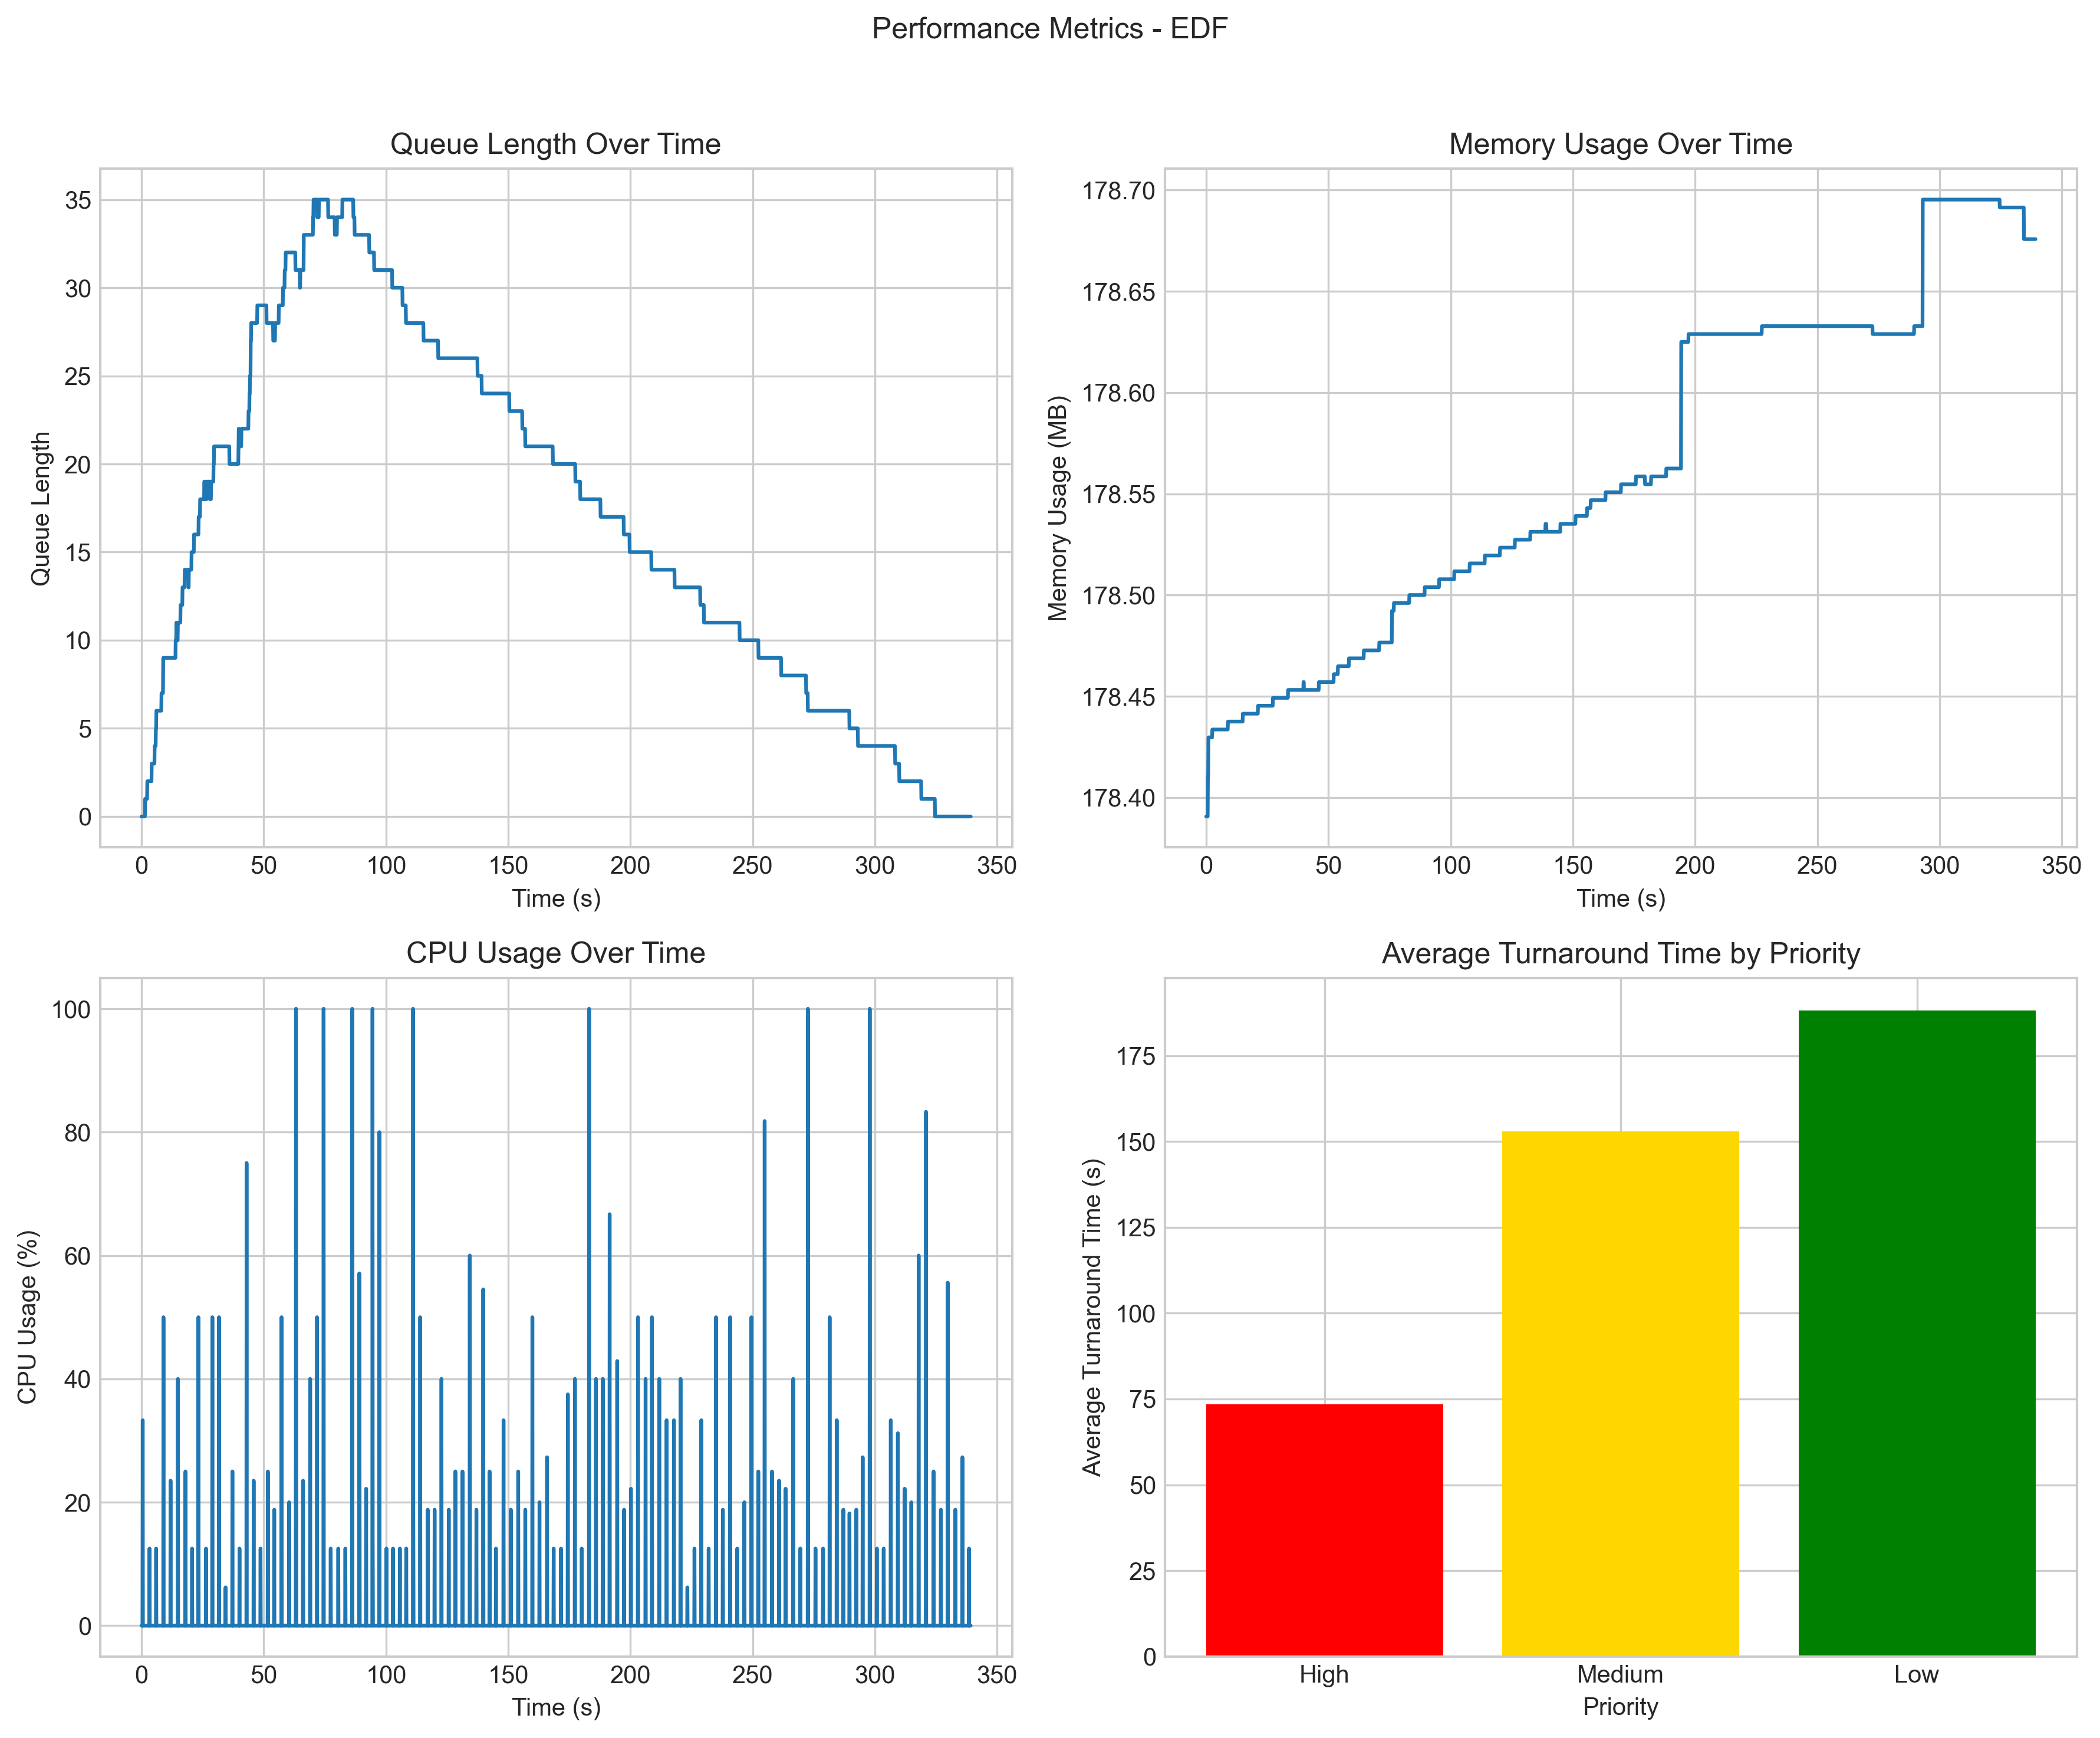 Performance Metrics - EDF
Queue Length Over Time
35
30
25
20
15
10
5
0
Queue Length
0 50 100 150 200 250 300 350
Time (s)
Memory Usage Over Time
178.70
178.65
178.60
178.55
178.50
178.45
178.40
Memory Usage (MB)
0 50 100 150 200 250 300 350
Time (s)
CPU Usage Over Time
100
80
60
40
20
0
CPU Usage (%)
0 50 100 150 200 250 300 350
Time (s)
Average Turnaround Time by Priority
175
150
125
100
75
50
25
0
Average Turnaround Time (s)
High Medium Low
Priority